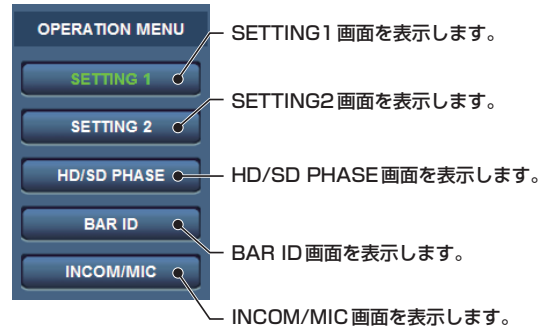 OPERATION MENU
SETTING1画面を表示します。
SETTING 1
SETTING2画面を表示します。
SETTING 2
HD/SD PHASE
HD/SD PHASE画面を表示します。
BAR ID
BAR ID画面を表示します。
INCOM/MIC
INCOM/MIC画面を表示します。